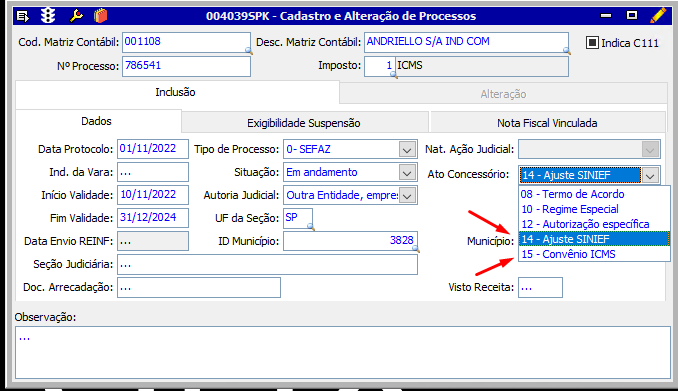 004039SPK - Cadastro e Alteração de Processos
Cod. Matriz Contábil: 001108 Desc. Matriz Contábil: ANDRIELLO S/A IND COM Indica C111
Nº Processo: 786541 Imposto: 1 ICMS
Inclusão Alteração
Dados Exigibilidade Suspensão Nota Fiscal Vinculada
Data Protocolo: 01/11/2022 Tipo de Processo: 0- SEFAZ Nat. Ação Judicial:
Ind. da Vara: ... Situação: Em andamento Ato Concessório: 14 - Ajuste SINIEF
Início Validade: 10/11/2022 Autoria Judicial: Outra Entidade, empre:
08 - Termo de Acordo
10 - Regime Especial
12 - Autorização específica
14 - Ajuste SINIEF
15 - Convênio ICMS
Fim Validade: 31/12/2024 UF da Seção: SP
Data Envio REINF: ... ID Município: 3828 Município:
Seção Judiciária: ...
Doc. Arrecadação: ... Visto Receita: ...
Observação:
...